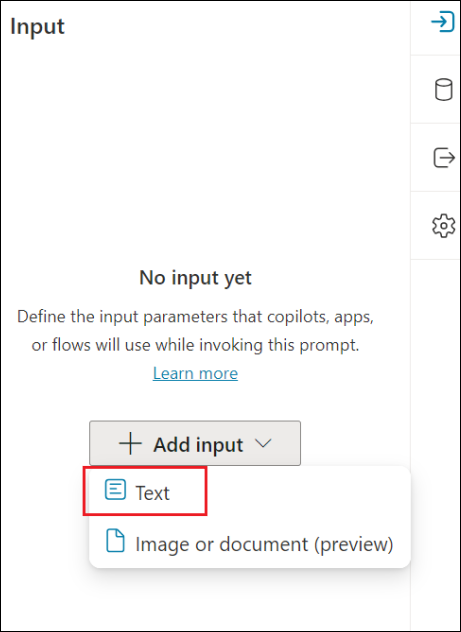 Input
No input yet
Define the input parameters that copilots, apps,
or flows will use while invoking this prompt.
Learn more
Add input
Text
Image or document (preview)